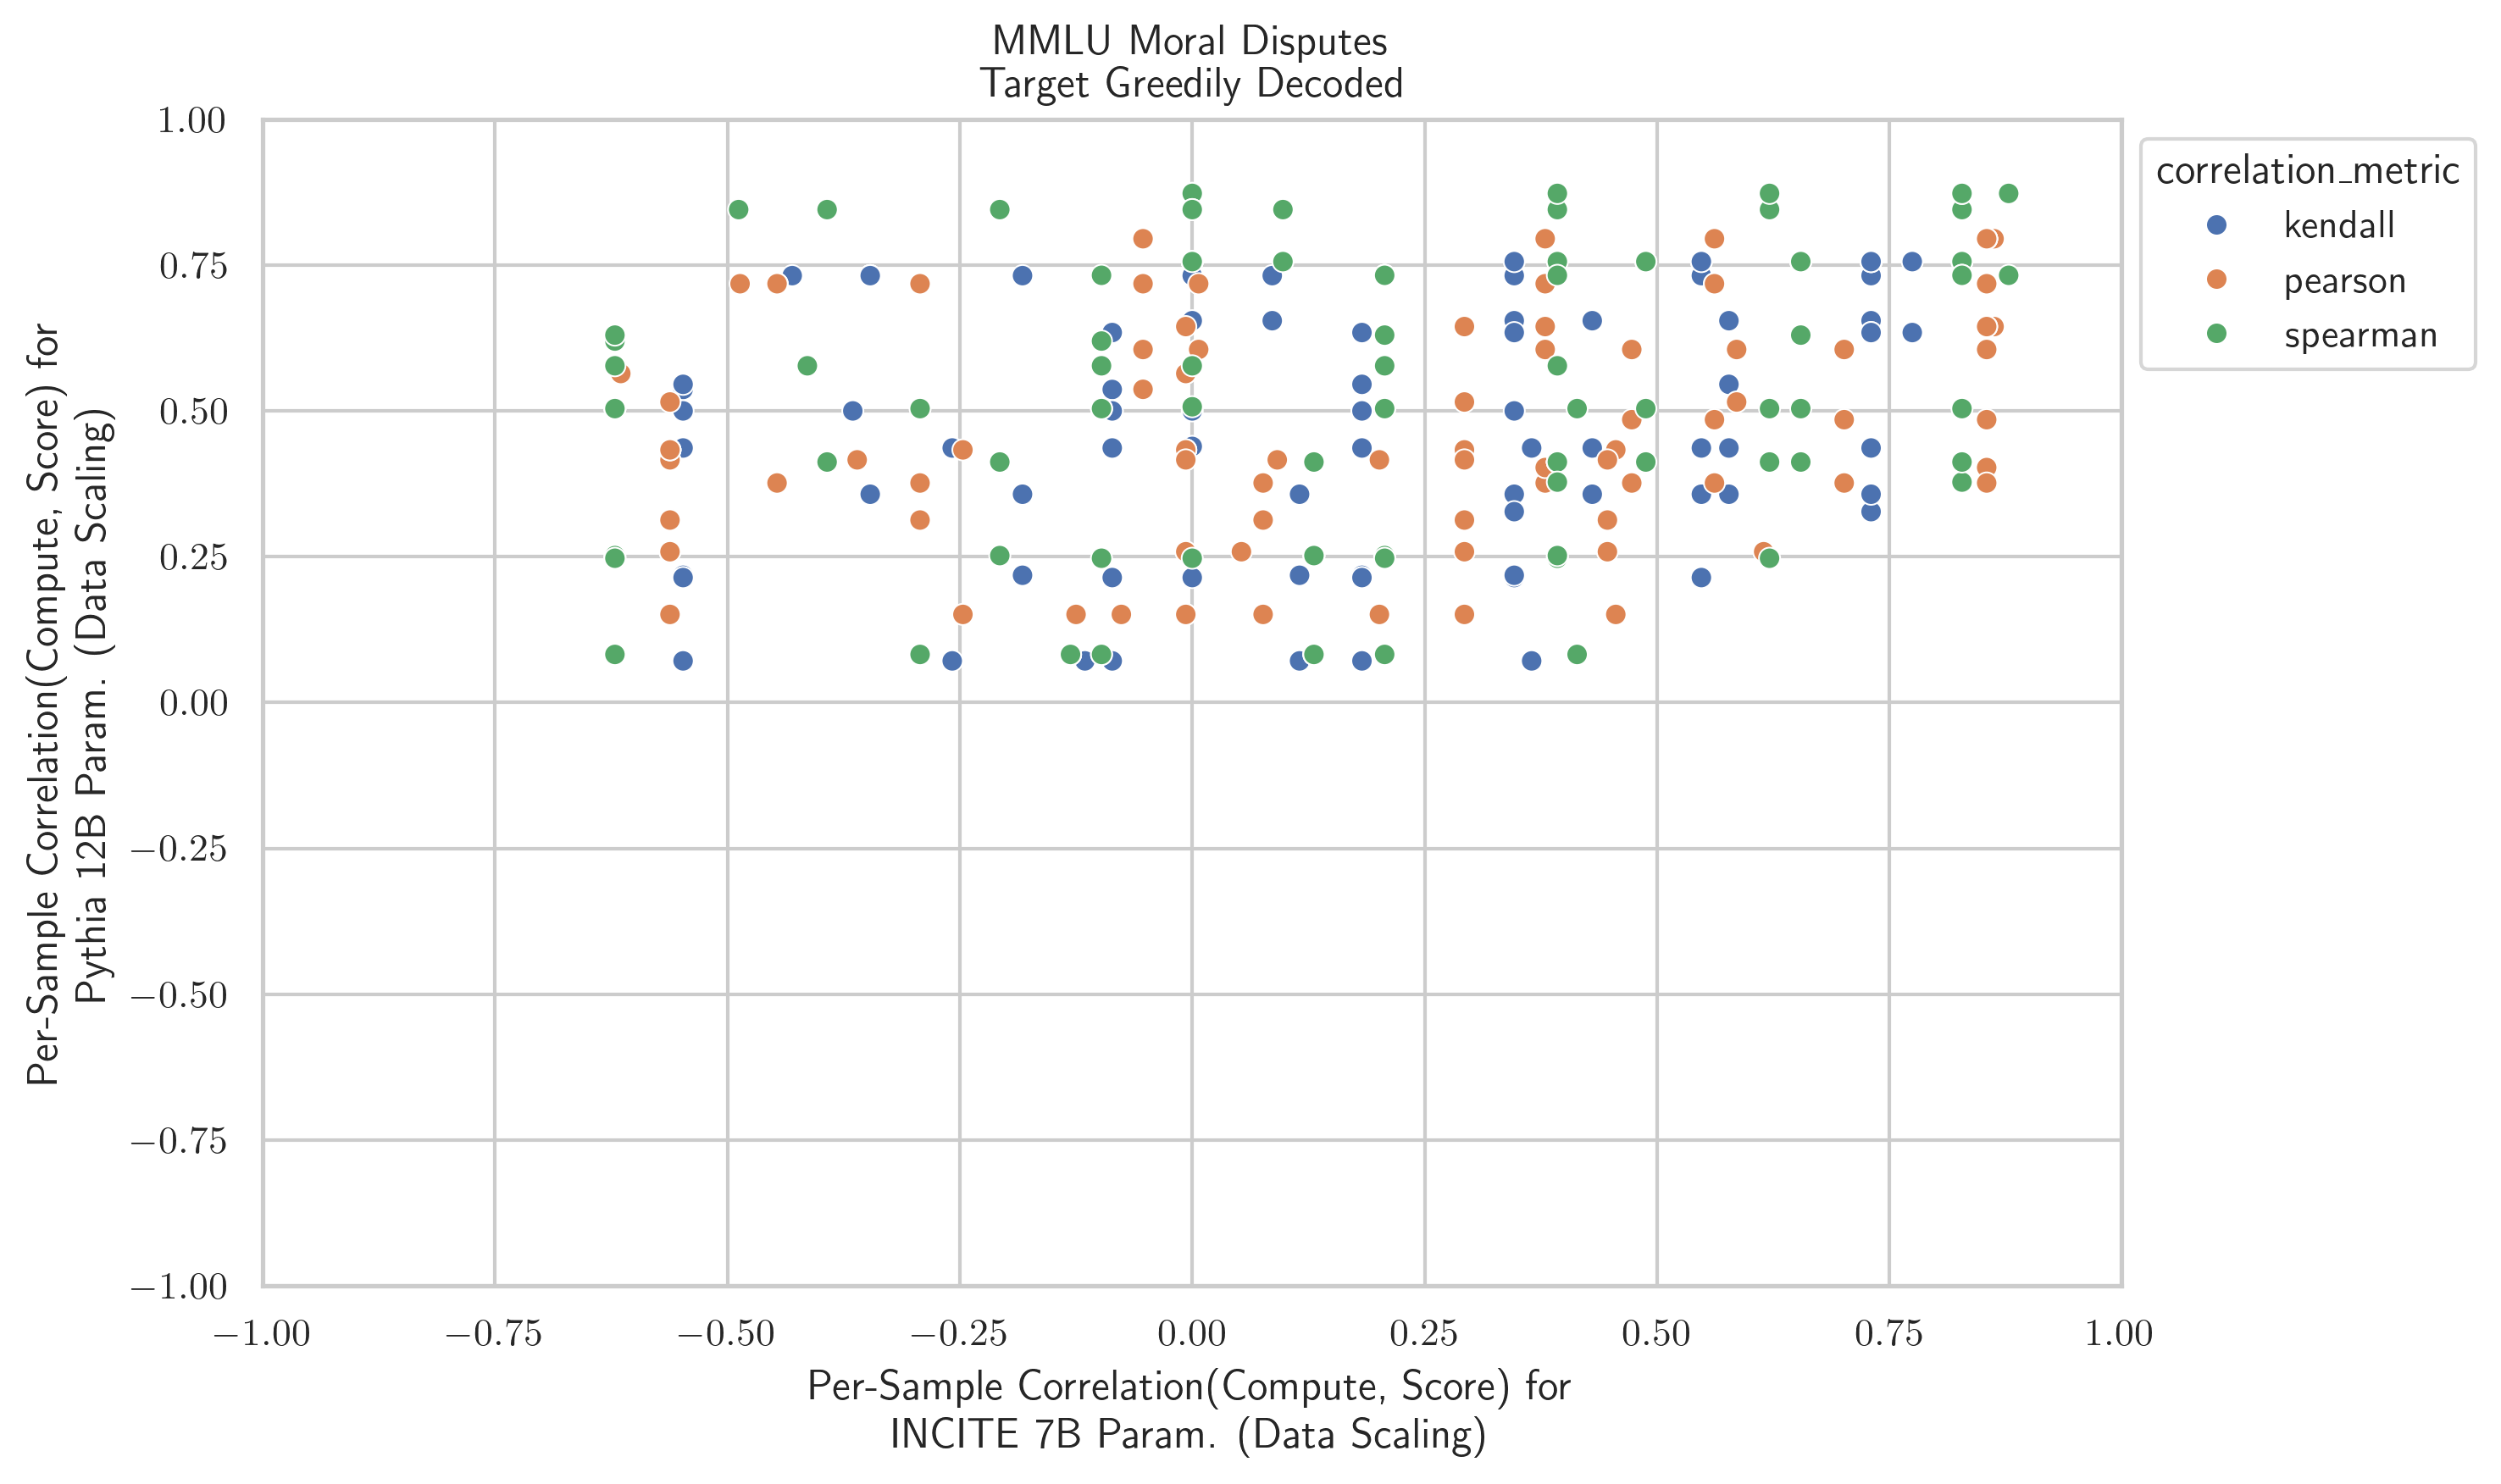 MMLU Moral Disputes
Target Greedily Decoded
Per-Sample Correlation(Compute, Score) for
Pythia 12B Param. (Data Scaling)
1.00
0.75
0.50
0.25
0.00
−0.25
−0.50
−0.75
−1.00
−1.00 −0.75 −0.50 −0.25 0.00 0.25 0.50 0.75 1.00
Per-Sample Correlation(Compute, Score) for
INCITE 7B Param. (Data Scaling)
correlation_metric
kendall
pearson
spearman